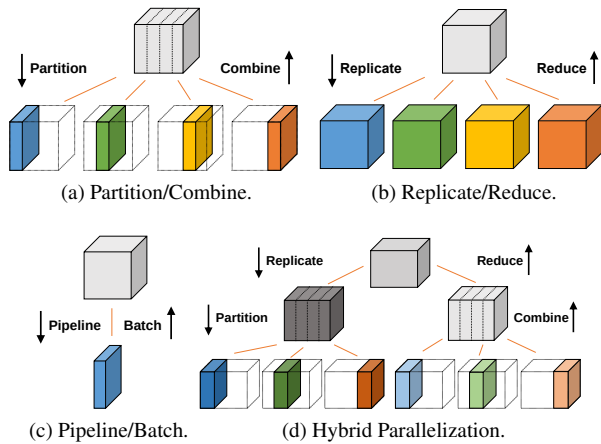 Partition
Combine
Replicate
Reduce
(a) Partition/Combine.
(b) Replicate/Reduce.
Replicate
Reduce
Pipeline
Batch
Partition
Combine
(c) Pipeline/Batch.
(d) Hybrid Parallelization.